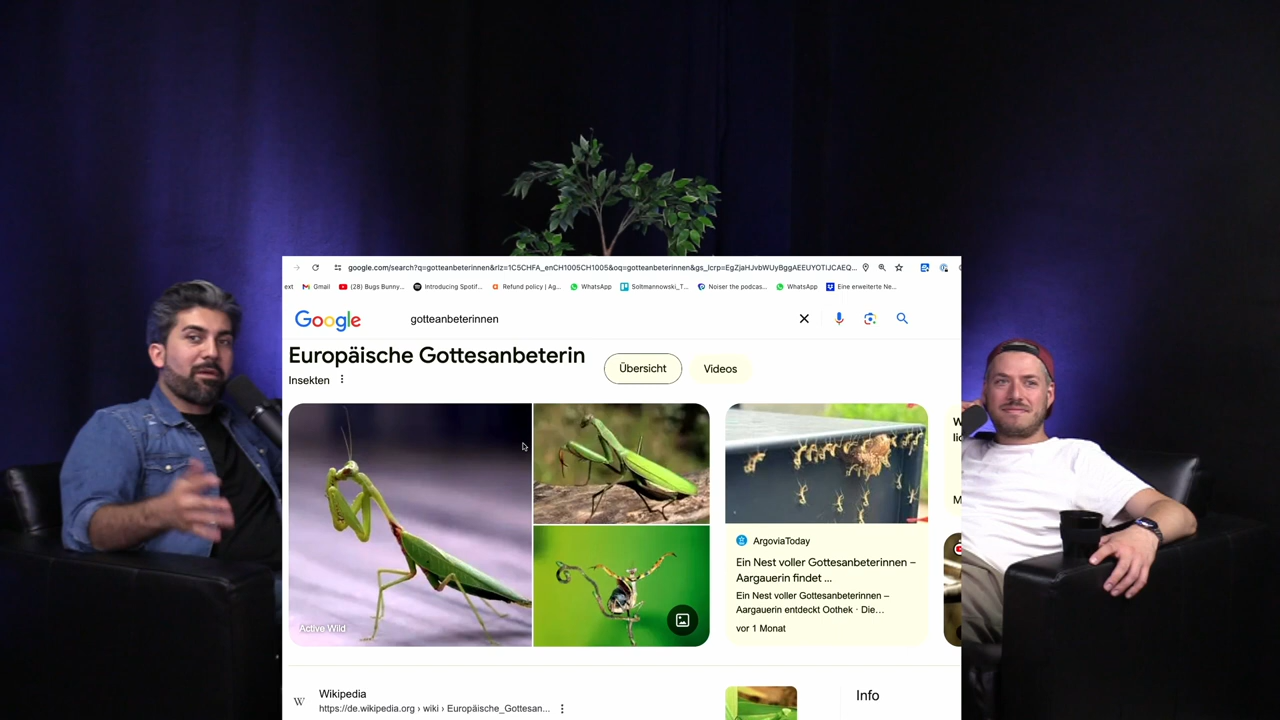 google.com/search?q=gotteanbeterinnen&rlz=1C5CHFA_enCH1005CH1005&oq=gotteanbeterinnen&gs_lcrp=EgZjaHJvbWUyBggAEEUYOTIJCAEQ...
ext Gmail (28) Bugs Bunny... Introducing Spotif... Refund policy | Ag... WhatsApp Soltmannowski_T... Noiser the podcas... WhatsApp Eine erweiterte Ne...
Google gotteanbeterinnen
Europäische Gottesanbeterin
Insekten
Übersicht
Videos
Active Wild
ArgoviaToday
Ein Nest voller Gottesanbeterinnen –
Aargauerin findet ...
Ein Nest voller Gottesanbeterinnen –
Aargauerin entdeckt Oothek · Die…
vor 1 Monat
W
M
Wikipedia
https://de.wikipedia.org › wiki › Europäische_Gottesan...
Info